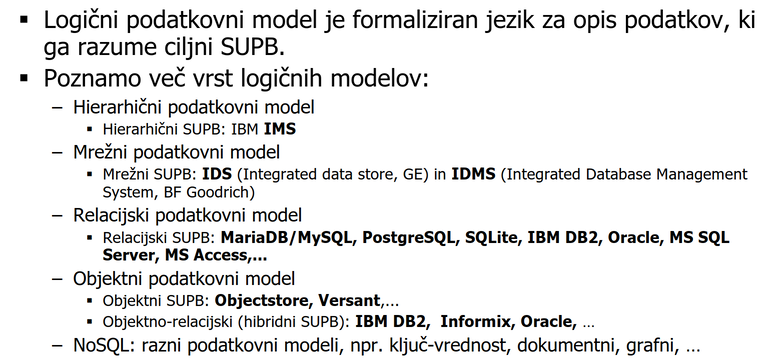 ▪ Logični podatkovni model je formaliziran jezik za opis podatkov, ki
ga razume ciljni SUPB.
▪ Poznamo več vrst logičnih modelov:
– Hierarhični podatkovni model
▪ Hierarhični SUPB: IBM IMS
– Mrežni podatkovni model
▪ Mrežni SUPB: IDS (Integrated data store, GE) in IDMS (Integrated Database Management
System, BF Goodrich)
– Relacijski podatkovni model
▪ Relacijski SUPB: MariaDB/MySQL, PostgreSQL, SQLite, IBM DB2, Oracle, MS SQL
Server, MS Access,...
– Objektni podatkovni model
▪ Objektni SUPB: Objectstore, Versant,...
▪ Objektno-relacijski (hibridni SUPB): IBM DB2, Informix, Oracle, ...
– NoSQL: razni podatkovni modeli, npr. ključ-vrednost, dokumentni, grafni, ...